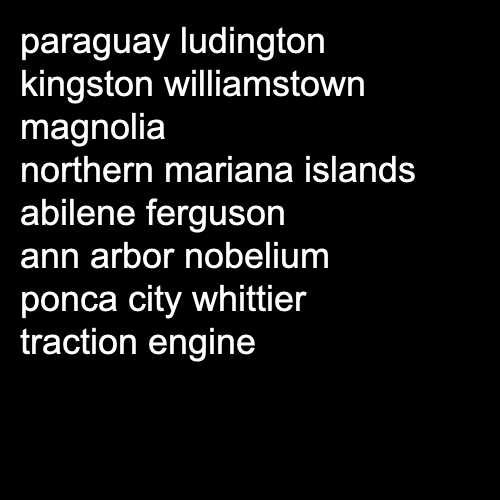 paraguay ludington
kingston williamstown
magnolia
northern mariana islands
abilene ferguson
ann arbor nobelium
ponca city whittier
traction engine